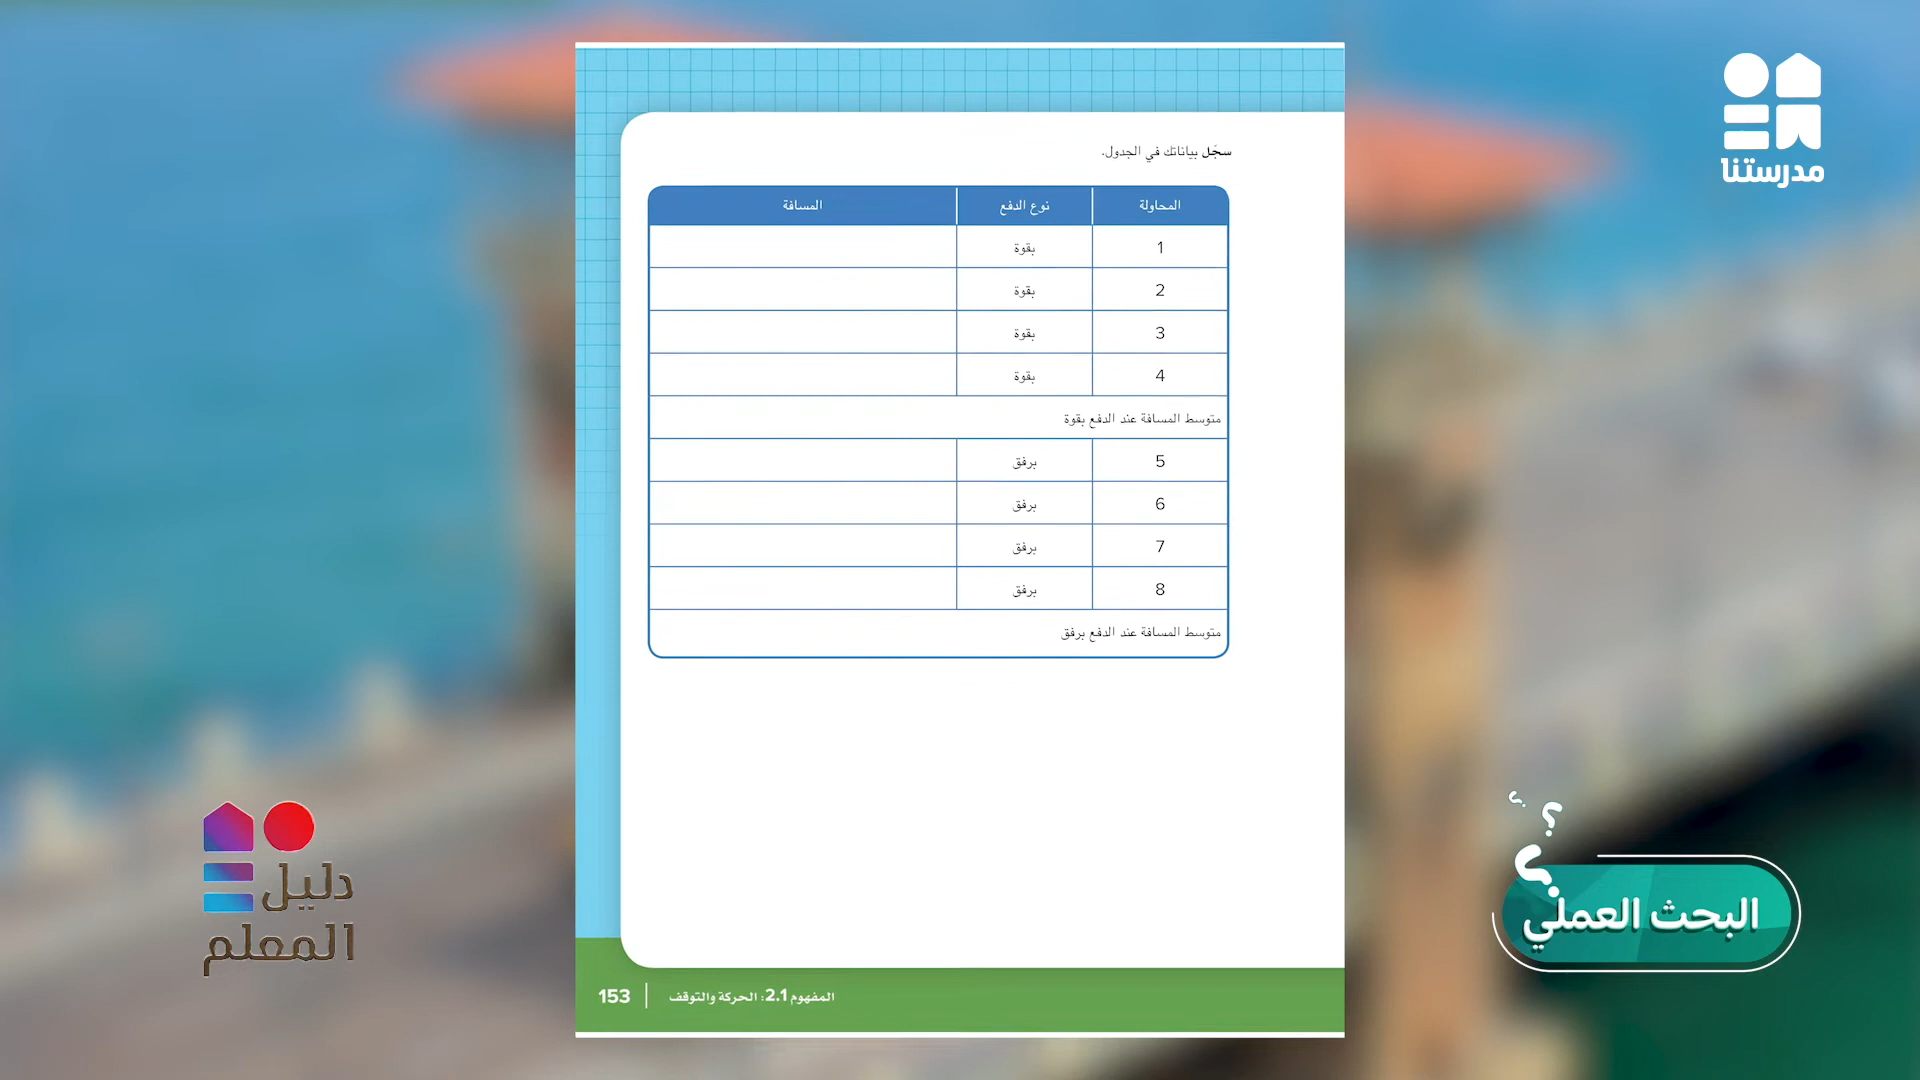 مدرستنا
سجّل بياناتك في الجدول.
المحاولة نوع الدفع المسافة
1 بقوة
2 بقوة
3 بقوة
4 بقوة
متوسط المسافة عند الدفع بقوة
5 برفق
6 برفق
7 برفق
8 برفق
متوسط المسافة عند الدفع برفق
المفهوم 2.1: الحركة والتوقف 153
البحث العملي
دليل
المعلم